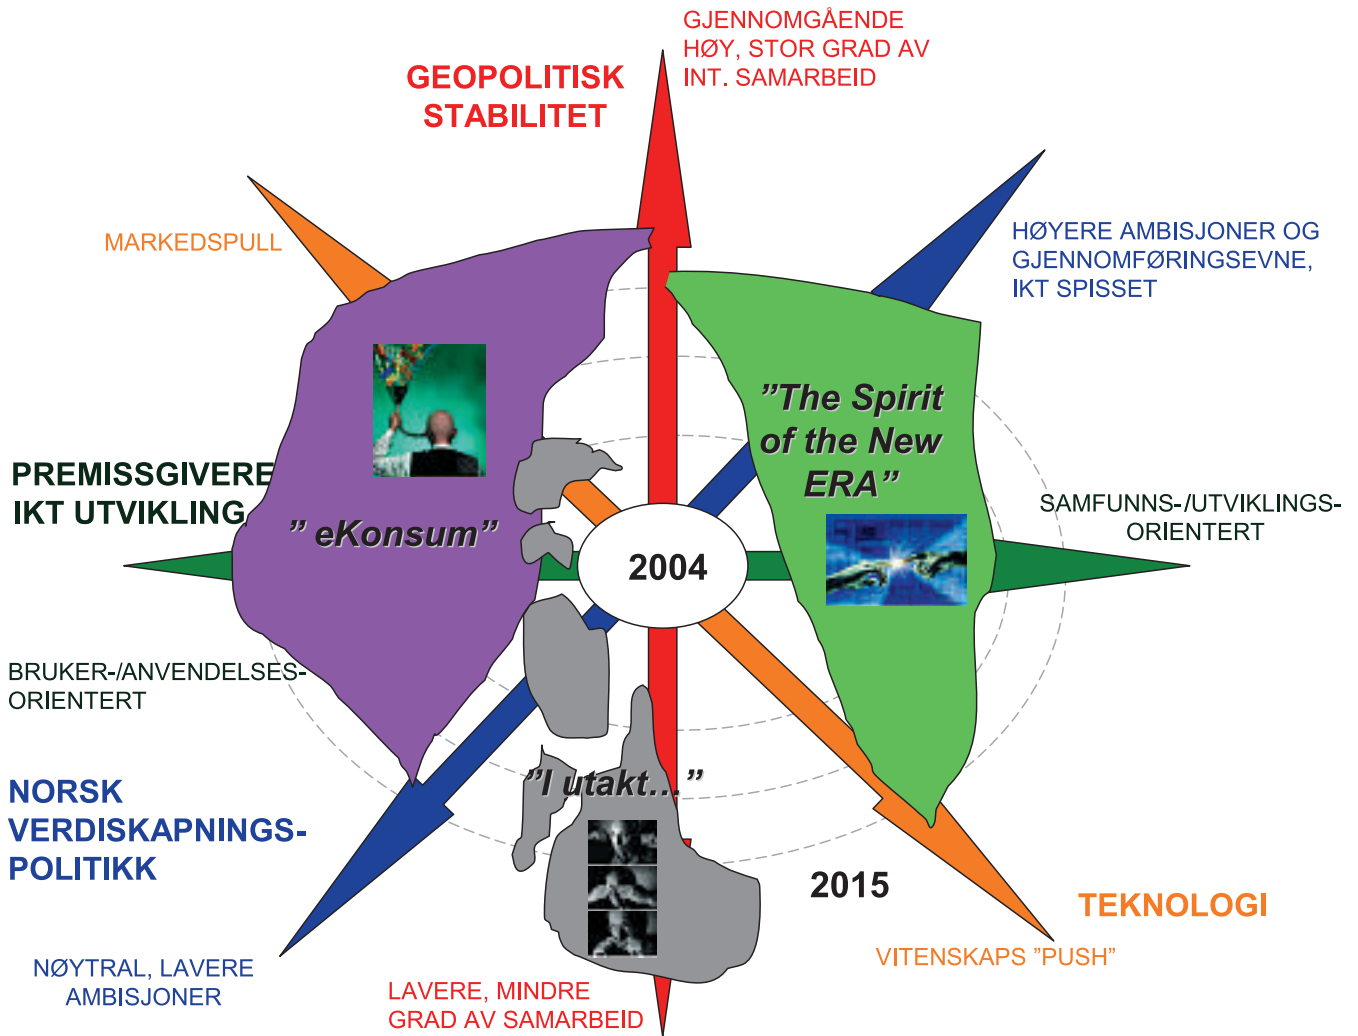 GJENNOMGÅENDE
HØY, STOR GRAD AV
INT. SAMARBEID
GEOPOLITISK
STABILITET
MARKEDSPULL
HØYERE AMBISJONER OG
GJENNOMFØRINGSEVNE,
IKT SPISSET
”The Spirit
of the New
ERA”
PREMISSGIVERE
IKT UTVIKLING
” eKonsum”
SAMFUNNS-/UTVIKLINGS-
ORIENTERT
2004
BRUKER-/ANVENDELSES-
ORIENTERT
NORSK
VERDISKAPNINGS-
POLITIKK
”I utakt…”
2015
TEKNOLOGI
VITENSKAPS ”PUSH”
NØYTRAL, LAVERE
AMBISJONER
LAVERE, MINDRE
GRAD AV SAMARBEID